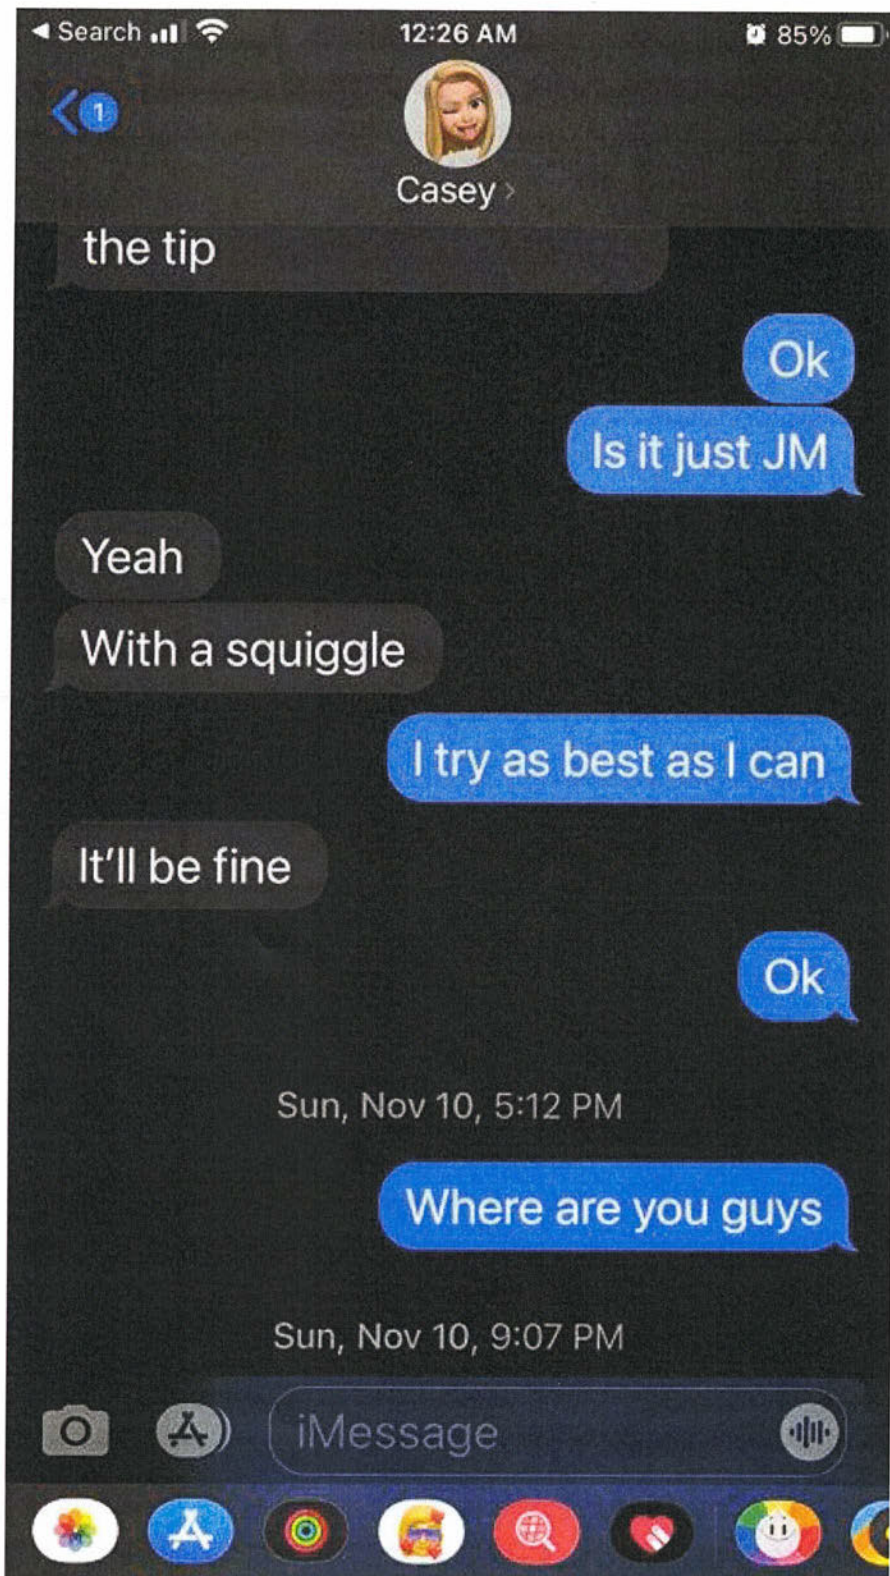 Search
12:26 AM
85%
1
Casey
the tip
Ok
Is it just JM
Yeah
With a squiggle
I try as best as I can
It'll be fine
Ok
Sun, Nov 10, 5:12 PM
Where are you guys
Sun, Nov 10, 9:07 PM
iMessage